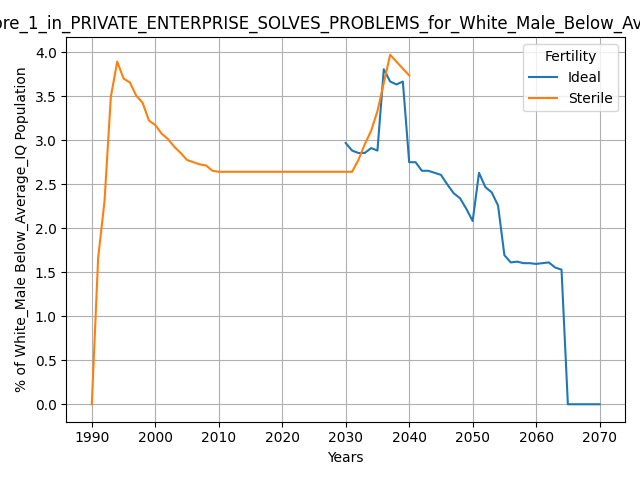 ore_1_in_PRIVATE_ENTERPRISE_SOLVES_PROBLEMS_for_White_Male_Below_Av
4.0
3.5
3.0
2.5
2.0
1.5
1.0
0.5
0.0
% of White_Male Below_Average_IQ Population
Fertility
Ideal
Sterile
1990 2000 2010 2020 2030 2040 2050 2060 2070
Years